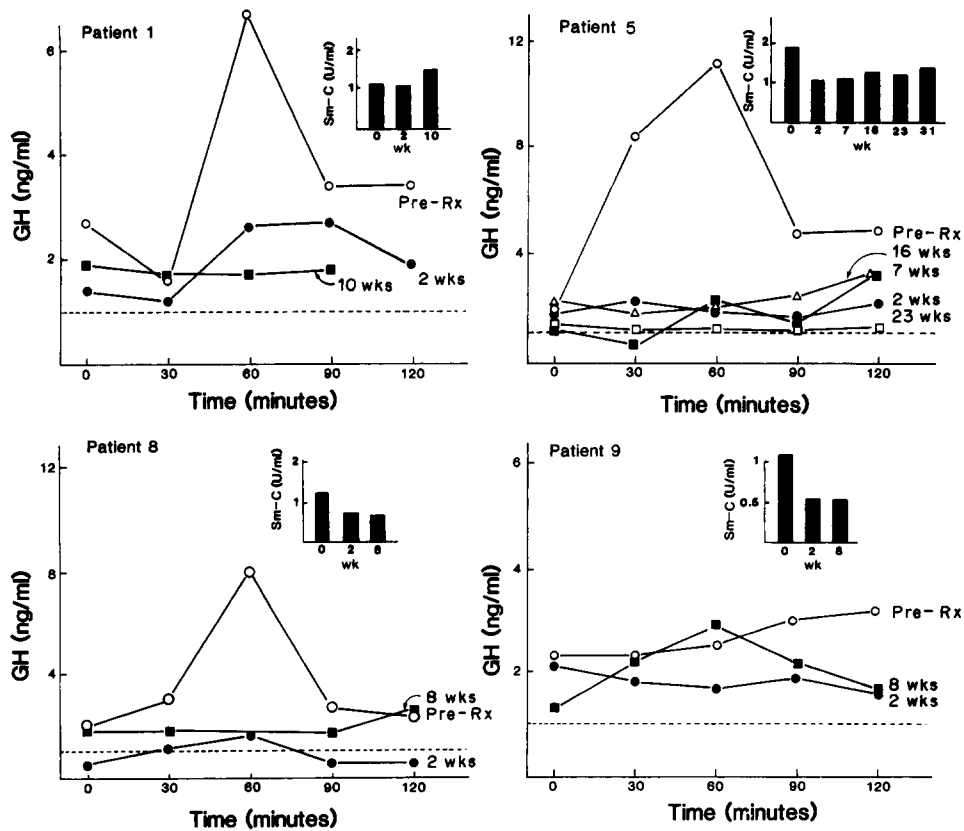 Patient 1
6
4
2
GH (ng/ml)
Sm-C (U/ml)
2
1
0 2 10
wk
Pre-Rx
10 wks
2 wks
0 30 60 90 120
Time (minutes)
Patient 5
12
8
4
GH (ng/ml)
Sm-C (U/ml)
2
1
0 2 7 16 23 31
wk
Pre-Rx
16 wks
7 wks
2 wks
23 wks
0 30 60 90 120
Time (minutes)
Patient 8
12
8
4
GH (ng/ml)
Sm-C (U/ml)
2
1
0 2 8
wk
8 wks
Pre-Rx
2 wks
0 30 60 90 120
Time (minutes)
Patient 9
6
4
2
GH (ng/ml)
Sm-C (U/ml)
1
0.5
0 2 8
wk
Pre-Rx
8 wks
2 wks
0 30 60 90 120
Time (minutes)